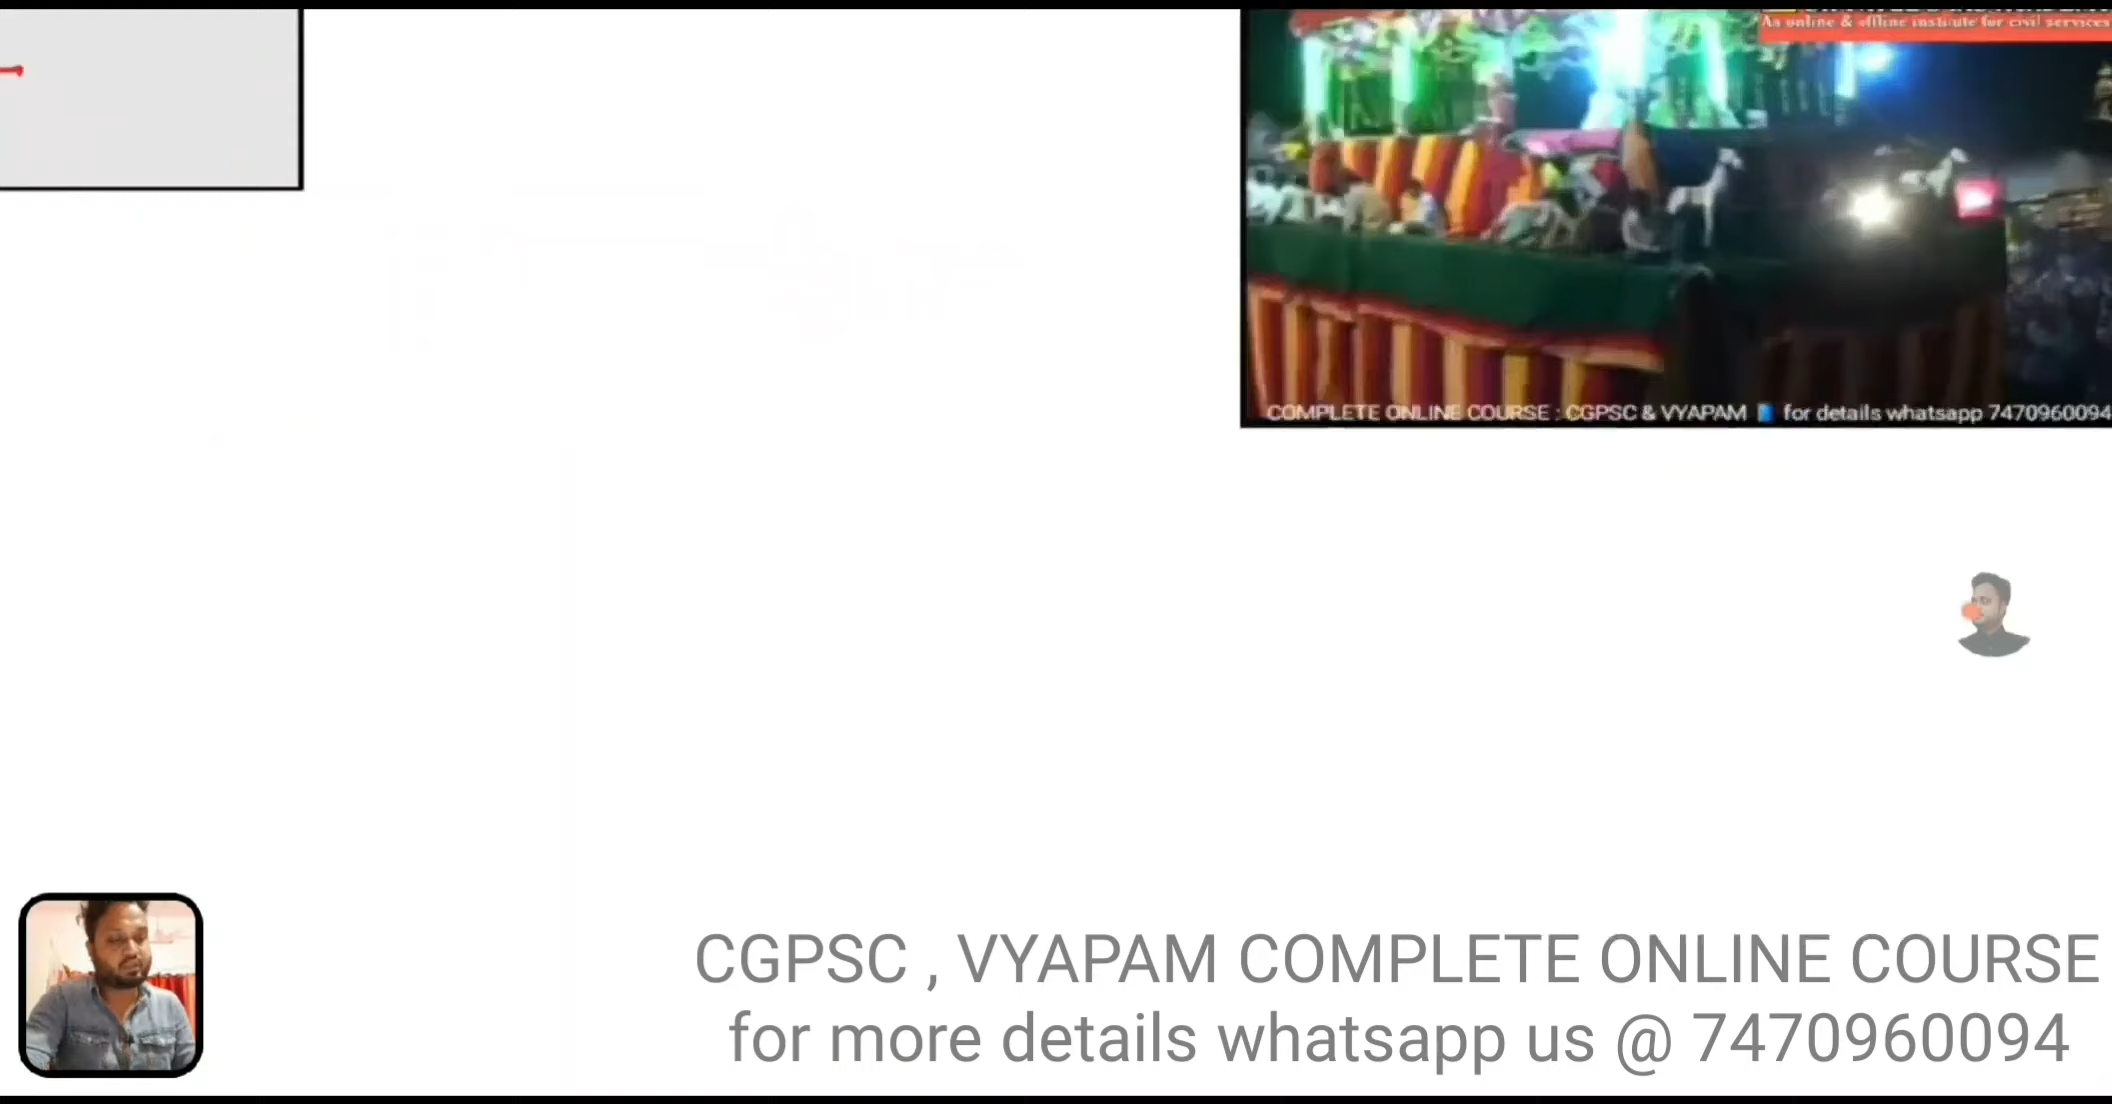 An online & offline institute for civil services
COMPLETE ONLINE COURSE : CGPSC & VYAPAM for details whatsapp 7470960094
CGPSC , VYAPAM COMPLETE ONLINE COURSE
for more details whatsapp us @ 7470960094